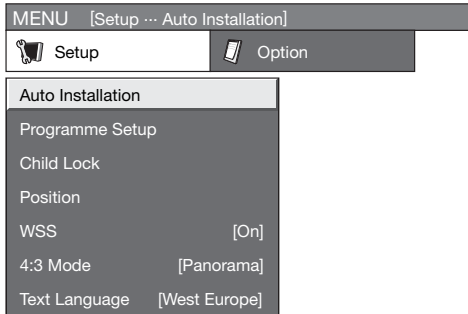 MENU [Setup ··· Auto Installation]
Setup Option
Auto Installation
Programme Setup
Child Lock
Position
WSS [On]
4:3 Mode [Panorama]
Text Language [West Europe]